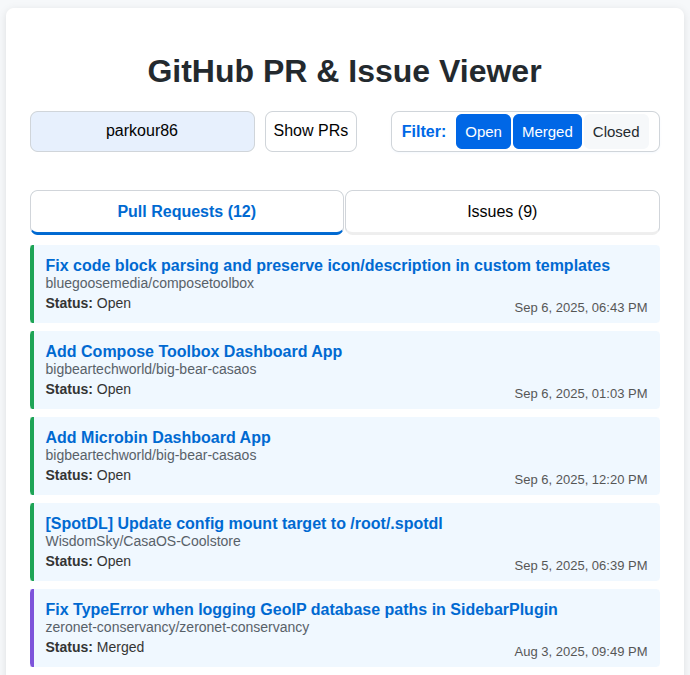 GitHub PR & Issue Viewer
parkour86 Show PRs Filter: Open Merged Closed
Pull Requests (12) Issues (9)
Fix code block parsing and preserve icon/description in custom templates
bluegoosemedia/composetoolbox
Status: Open
Sep 6, 2025, 06:43 PM
Add Compose Toolbox Dashboard App
bigbeartechworld/big-bear-casaos
Status: Open
Sep 6, 2025, 01:03 PM
Add Microbin Dashboard App
bigbeartechworld/big-bear-casaos
Status: Open
Sep 6, 2025, 12:20 PM
[SpotDL] Update config mount target to /root/.spotdl
WisdomSky/CasaOS-Coolstore
Status: Open
Sep 5, 2025, 06:39 PM
Fix TypeError when logging GeoIP database paths in SidebarPlugin
zeronet-conservancy/zeronet-conservancy
Status: Merged
Aug 3, 2025, 09:49 PM